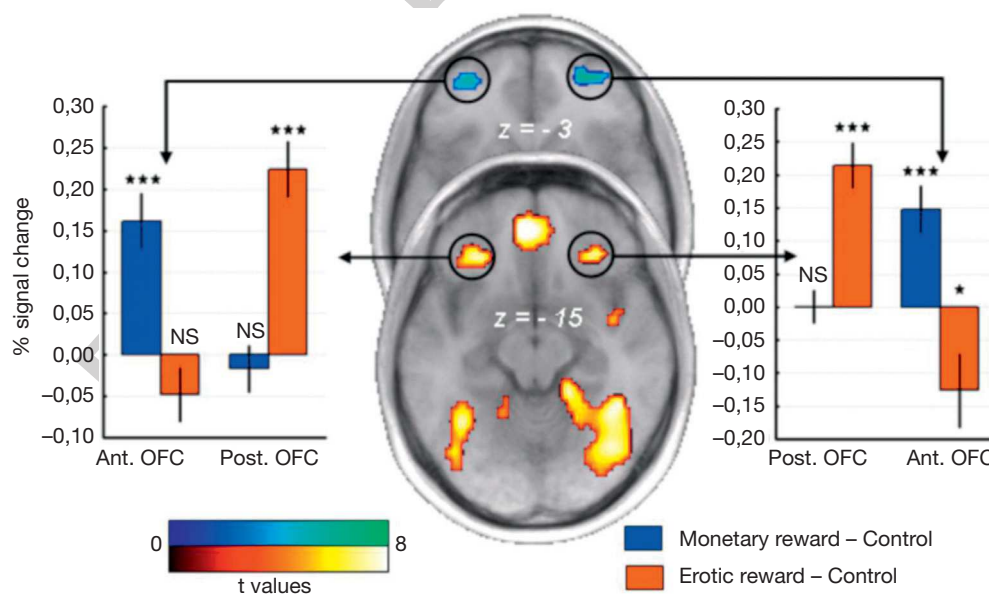 0,30
0,25
0,20
0,15
0,10
0,05
0,00
–0,05
–0,10
% signal change
★★★
NS
NS
★★★
Ant. OFC Post. OFC
z = - 3
z = - 15
0,30
0,25
0,20
0,15
0,10
0,05
0,00
–0,05
–0,10
–0,15
–0,20
NS
★★★
★★★
★
Post. OFC Ant. OFC
0 8
t values
Monetary reward – Control
Erotic reward – Control